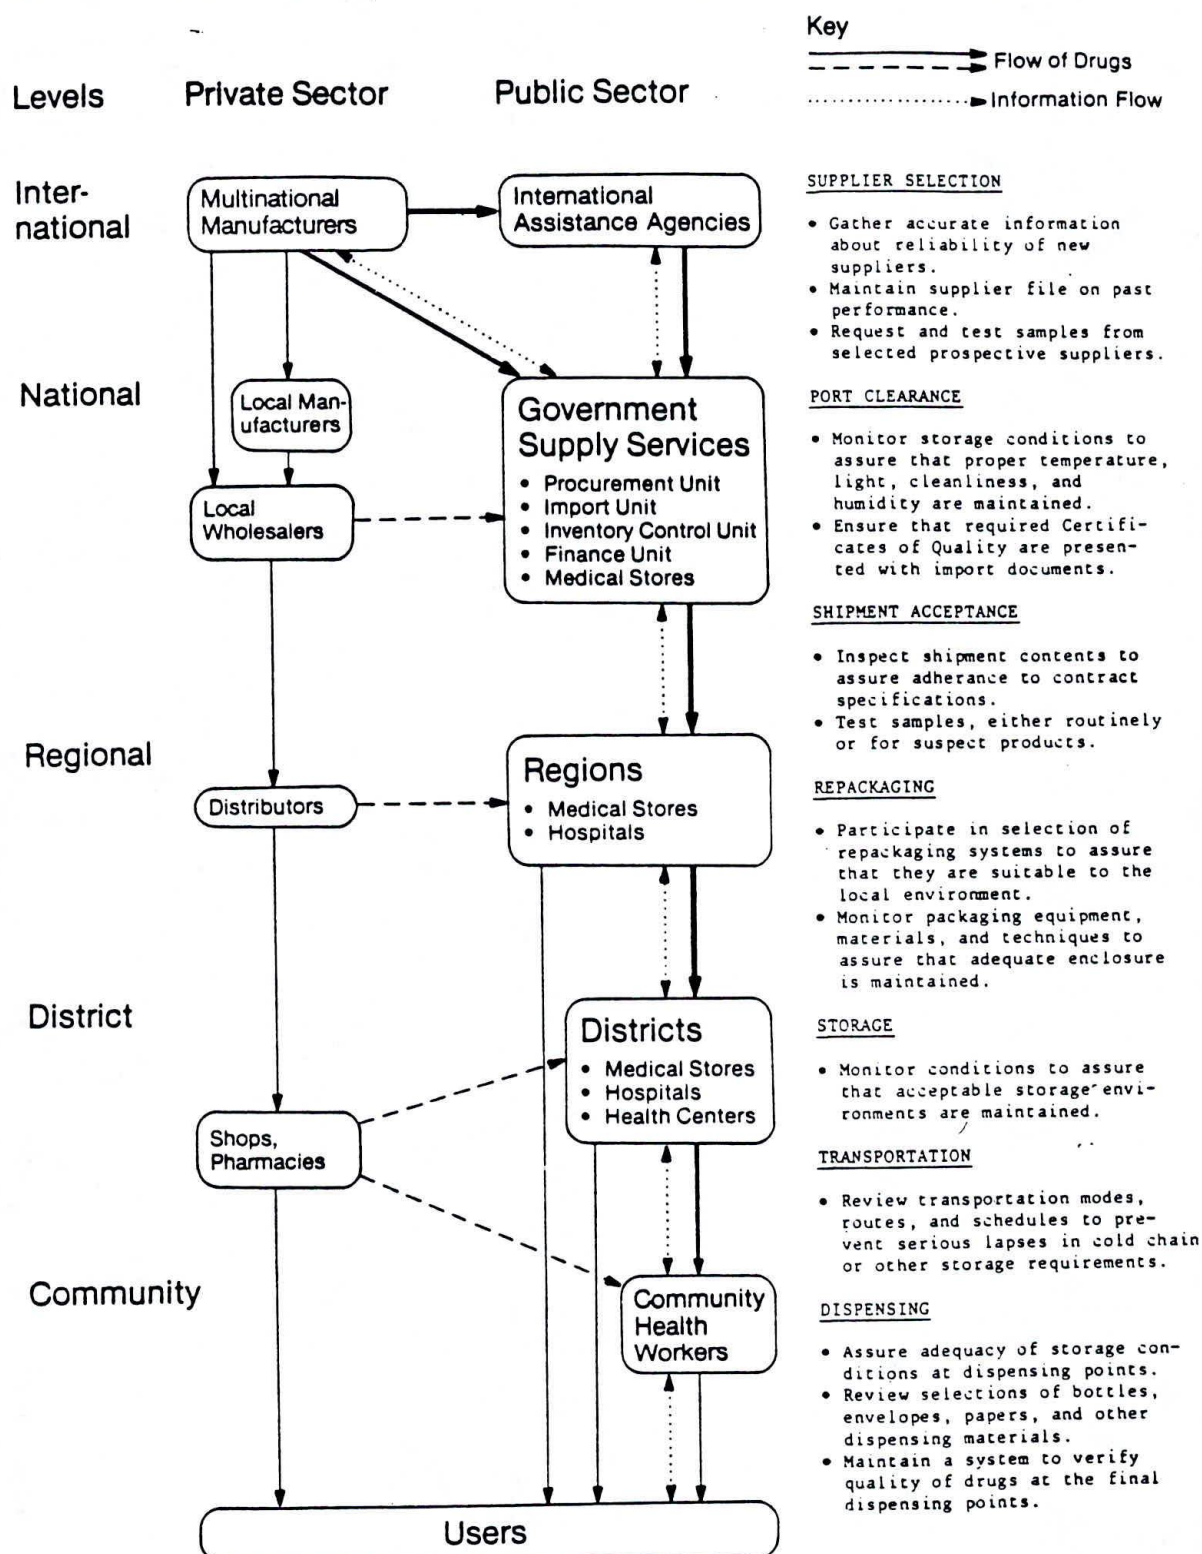 Key
Flow of Drugs
Information Flow
Levels
Private Sector
Public Sector
Inter-
national
Multinational
Manufacturers
International
Assistance Agencies
National
Local Man-
ufacturers
Local
Wholesalers
Government
Supply Services
• Procurement Unit
• Import Unit
• Inventory Control Unit
• Finance Unit
• Medical Stores
Regional
Distributors
Regions
• Medical Stores
• Hospitals
District
Shops,
Pharmacies
Districts
• Medical Stores
• Hospitals
• Health Centers
Community
Community
Health
Workers
Users
SUPPLIER SELECTION
• Gather accurate information
about reliability of new
suppliers.
• Maintain supplier file on past
performance.
• Request and test samples from
selected prospective suppliers.
PORT CLEARANCE
• Monitor storage conditions to
assure that proper temperature,
light, cleanliness, and
humidity are maintained.
• Ensure that required Certifi-
cates of Quality are presen-
ted with import documents.
SHIPMENT ACCEPTANCE
• Inspect shipment contents to
assure adherance to contract
specifications.
• Test samples, either routinely
or for suspect products.
REPACKAGING
• Participate in selection of
repackaging systems to assure
that they are suitable to the
local environment.
• Monitor packaging equipment,
materials, and techniques to
assure that adequate enclosure
is maintained.
STORAGE
• Monitor conditions to assure
that acceptable storage envi-
ronments are maintained.
TRANSPORTATION
• Review transportation modes,
routes, and schedules to pre-
vent serious lapses in cold chain
or other storage requirements.
DISPENSING
• Assure adequacy of storage con-
ditions at dispensing points.
• Review selections of bottles,
envelopes, papers, and other
dispensing materials.
• Maintain a system to verify
quality of drugs at the final
dispensing points.